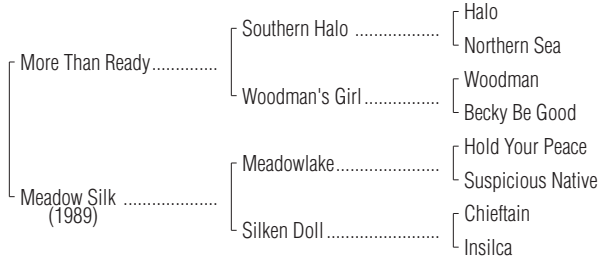 Halo
Southern Halo ..................
Northern Sea
More Than Ready..............
Woodman
Woodman's Girl................
Becky Be Good
Hold Your Peace
Meadowlake......................
Suspicious Native
Meadow Silk ....................
(1989)
Chieftain
Silken Doll........................
Insilca